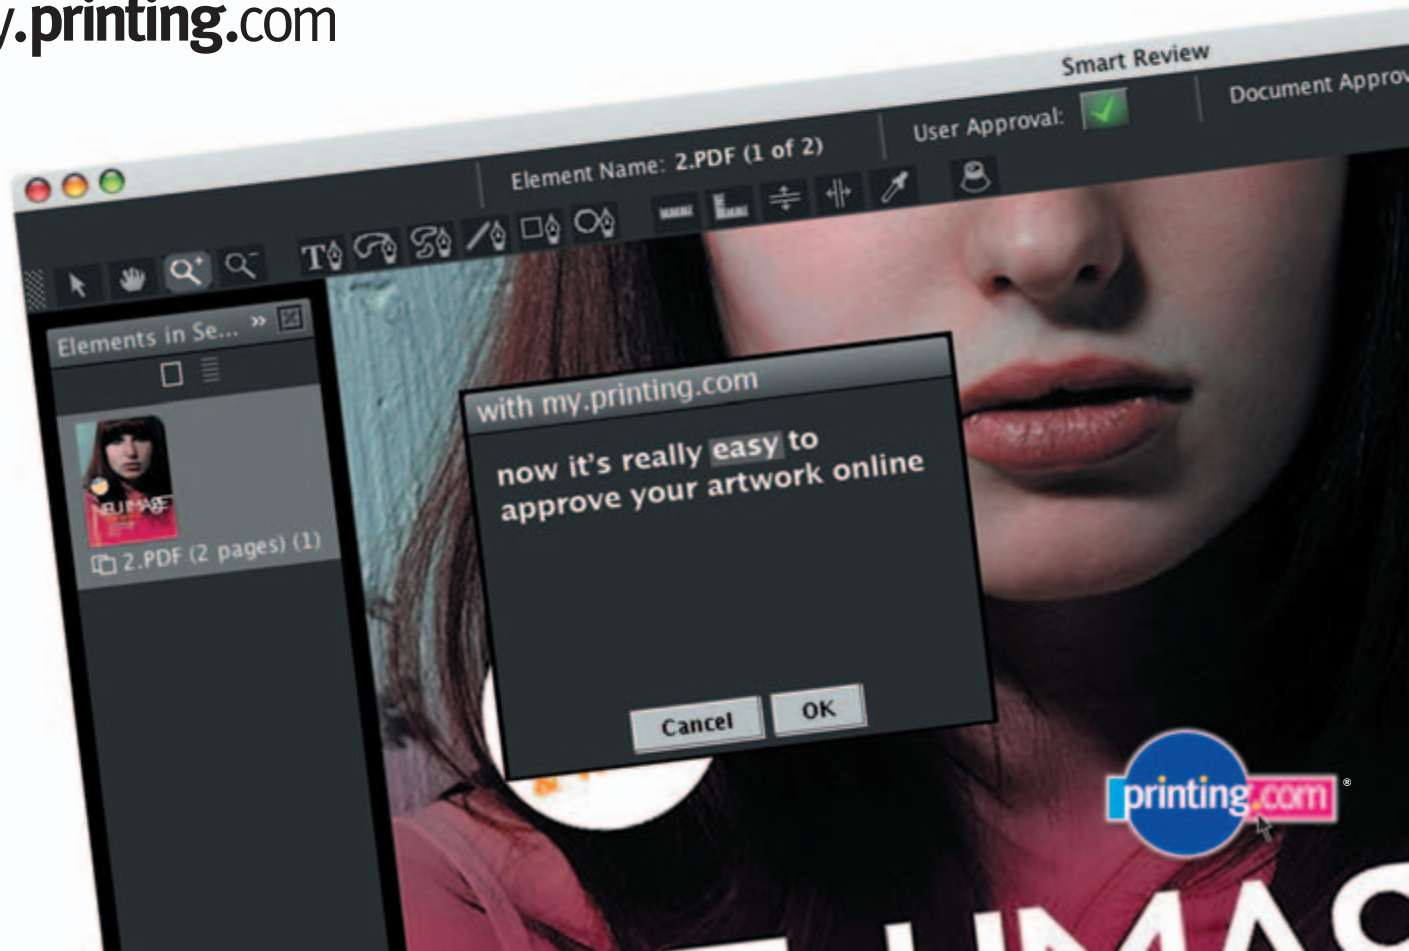 .printing.com
Smart Review
Element Name: 2.PDF (1 of 2)
User Approval:
Document
T
Elements in Se... »
NEU IMAGE
2.PDF (2 pages) (1)
with my.printing.com
now it's really easy to
approve your artwork online
Cancel
OK
printing.com®